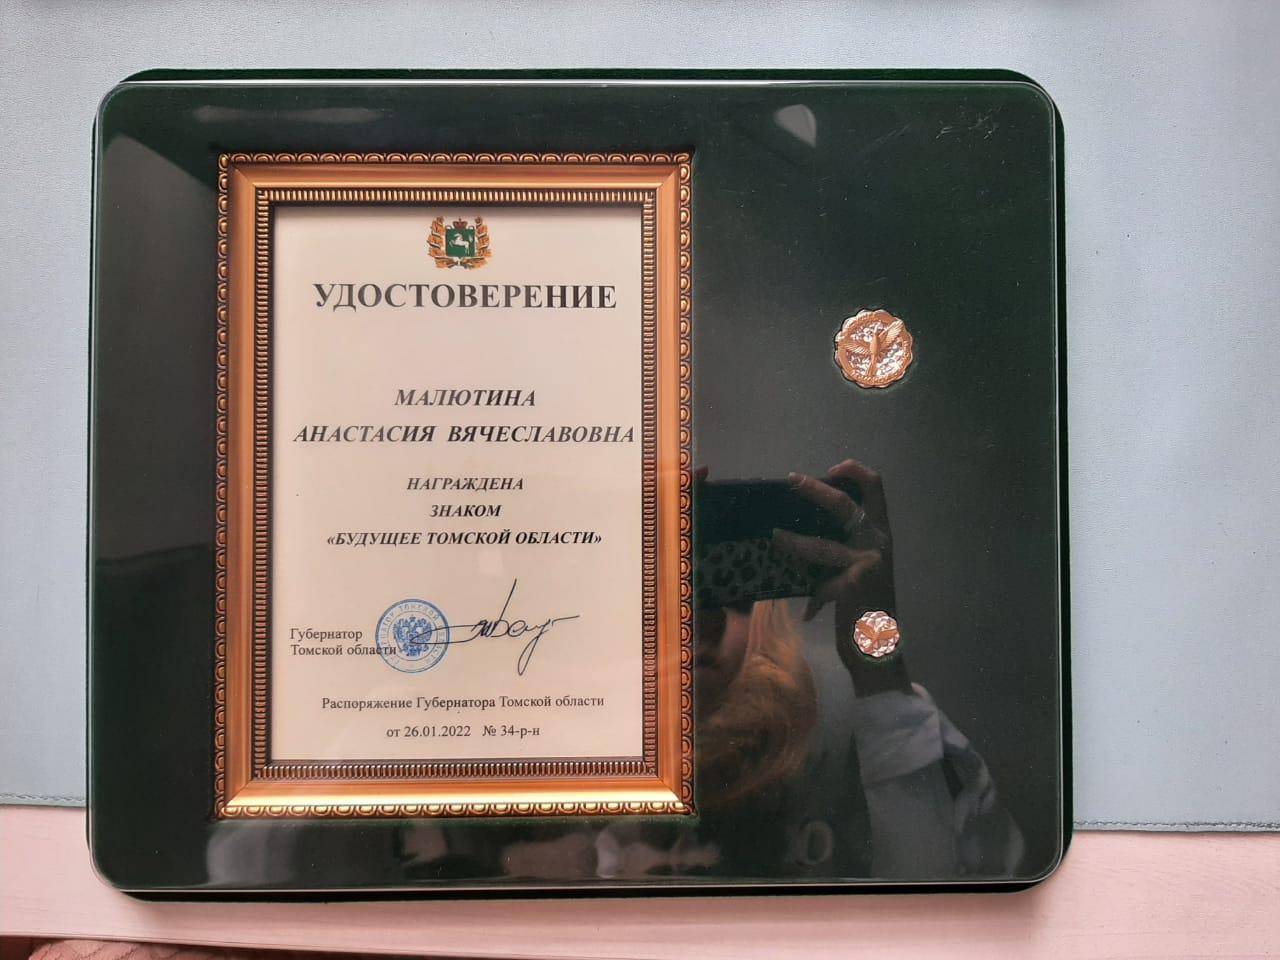 УДОСТОВЕРЕНИЕ
МАЛЮТИНА
АНАСТАСИЯ ВЯЧЕСЛАВОВНА
НАГРАЖДЕНА
ЗНАКОМ
«БУДУЩЕЕ ТОМСКОЙ ОБЛАСТИ»
Губернатор
Томской области
Распоряжение Губернатора Томской области
от 26.01.2022 № 34-р-н